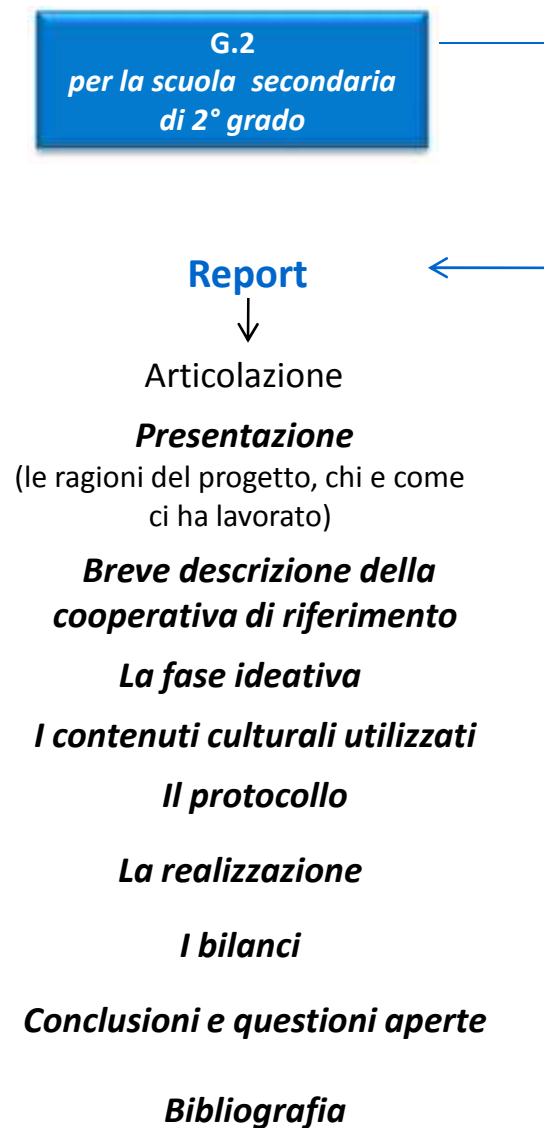 G.2
per la scuola secondaria
di 2° grado
Report
Articolazione
Presentazione
(le ragioni del progetto, chi e come
ci ha lavorato)
Breve descrizione della
cooperativa di riferimento
La fase ideativa
I contenuti culturali utilizzati
Il protocollo
La realizzazione
I bilanci
Conclusioni e questioni aperte
Bibliografia